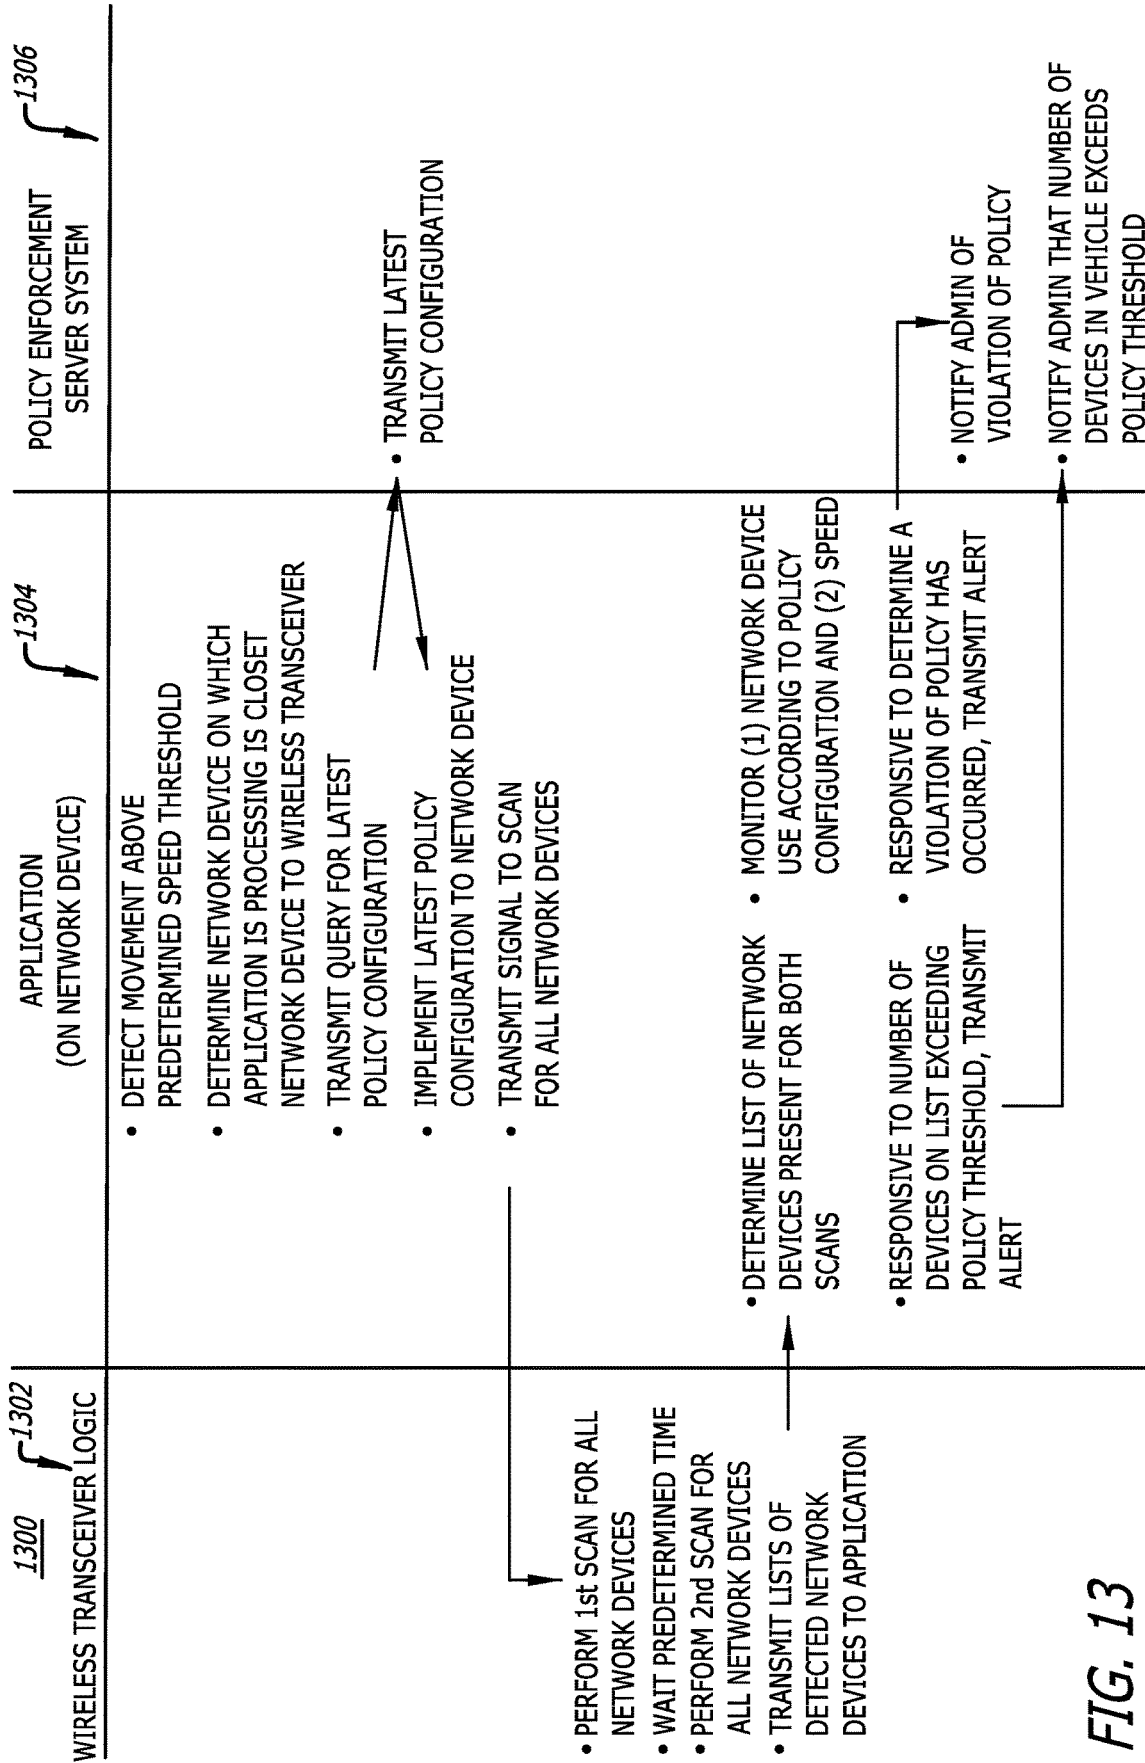 1300
1302
WIRELESS TRANSCEIVER LOGIC
• PERFORM 1st SCAN FOR ALL
NETWORK DEVICES
• WAIT PREDETERMINED TIME
• PERFORM 2nd SCAN FOR
ALL NETWORK DEVICES
• TRANSMIT LISTS OF
DETECTED NETWORK
DEVICES TO APPLICATION
APPLICATION
(ON NETWORK DEVICE)
1304
• DETECT MOVEMENT ABOVE
PREDETERMINED SPEED THRESHOLD
• DETERMINE NETWORK DEVICE ON WHICH
APPLICATION IS PROCESSING IS CLOSET
NETWORK DEVICE TO WIRELESS TRANSCEIVER
• TRANSMIT QUERY FOR LATEST
POLICY CONFIGURATION
• IMPLEMENT LATEST POLICY
CONFIGURATION TO NETWORK DEVICE
• TRANSMIT SIGNAL TO SCAN
FOR ALL NETWORK DEVICES
• DETERMINE LIST OF NETWORK
DEVICES PRESENT FOR BOTH
SCANS
• RESPONSIVE TO NUMBER OF
DEVICES ON LIST EXCEEDING
POLICY THRESHOLD, TRANSMIT
ALERT
• MONITOR (1) NETWORK DEVICE
USE ACCORDING TO POLICY
CONFIGURATION AND (2) SPEED
• RESPONSIVE TO DETERMINE A
VIOLATION OF POLICY HAS
OCCURRED, TRANSMIT ALERT
POLICY ENFORCEMENT
SERVER SYSTEM
1306
• TRANSMIT LATEST
POLICY CONFIGURATION
• NOTIFY ADMIN OF
VIOLATION OF POLICY
• NOTIFY ADMIN THAT NUMBER OF
DEVICES IN VEHICLE EXCEEDS
POLICY THRESHOLD
FIG. 13